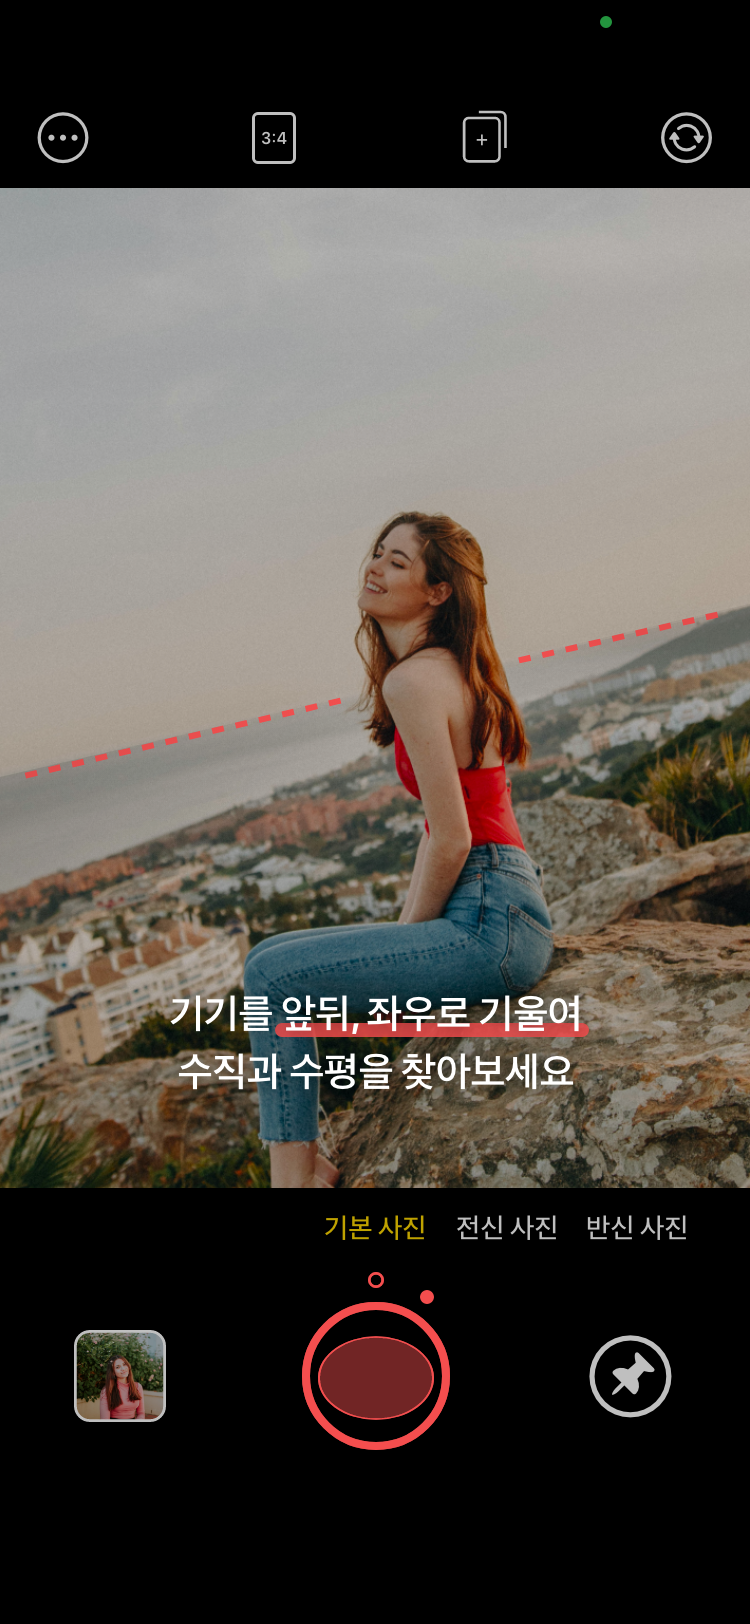 3:4
기기를 앞뒤, 좌우로 기울여
수직과 수평을 찾아보세요
기본 사진 전신 사진 반신 사진